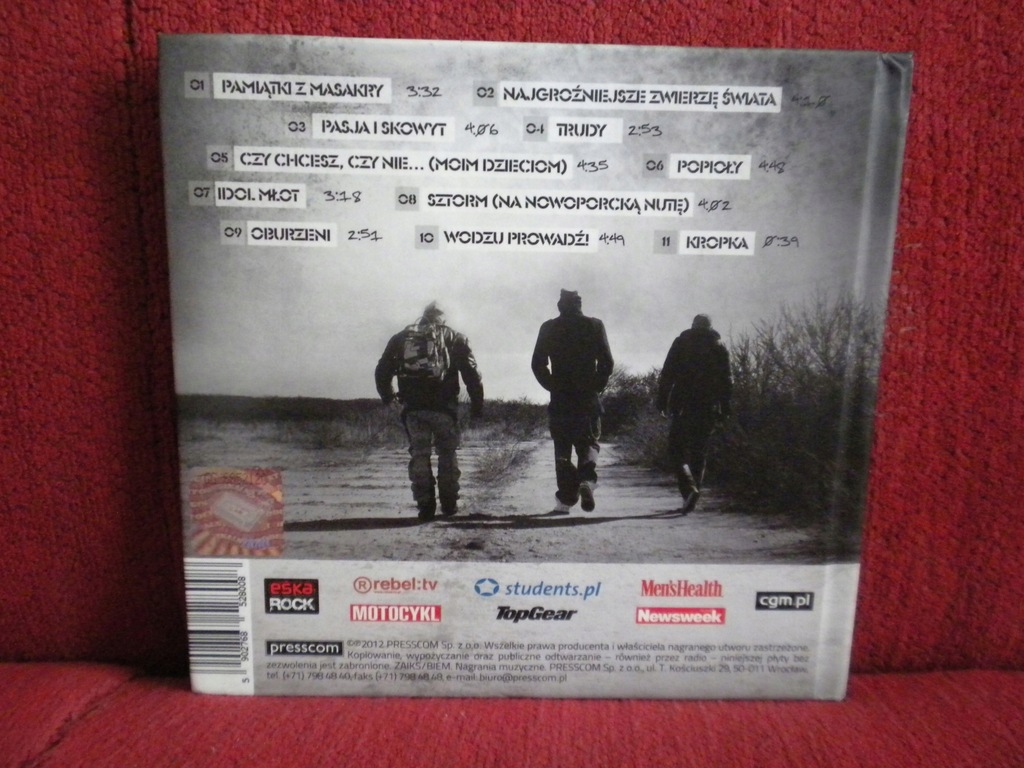 01 PAMIĄTKI Z MASAKRY 3:32 02 NAJGROŹNIEJSZE ZWIERZĘ ŚWIATA
03 PASJA I SKOWYT 4:06 04 TRUDY 2:53
05 CZY CHCESZ, CZY NIE... (MOIM DZIECIOM) 4:35 06 POPIOŁY 4:48
07 IDOL MŁOT 3:18 08 SZTORM (NA NOWOPORCKĄ NUTĘ) 4:02
09 OBURZENI 2:51 10 WODZU PROWADŹ! 4:49 11 KROPKA 0:39
eska ROCK
rebel:tv
students.pl
Men'sHealth
cgm.pl
MOTOCYKL
TopGear
Newsweek
presscom ©℗2012 PRESSCOM Sp. z o.o. Wszelkie prawa producenta i właściciela nagranego utworu zastrzeżone.
Kopiowanie, wypożyczanie oraz publiczne odtwarzanie – również przez radio – niniejszej płyty bez
zezwolenia jest zabronione. ZAIKS/BIEM. Nagrania muzyczne. PRESSCOM Sp. z o.o., ul. T. Kościuszki 29, 50-011 Wrocław,
tel. (+71) 798 48 40, faks (+71) 798 48 48, e-mail: biuro@presscom.pl
5 902768 528008